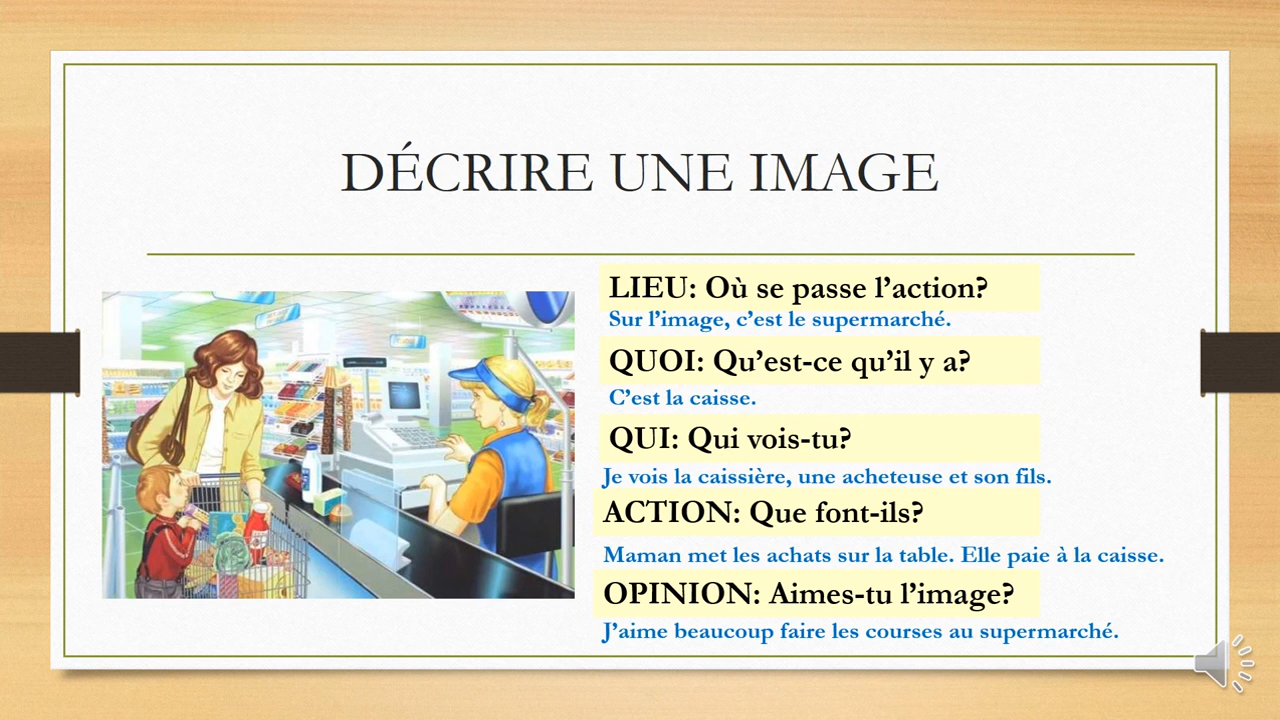 DÉCRIRE UNE IMAGE
LIEU: Où se passe l’action?
Sur l’image, c’est le supermarché.
QUOI: Qu’est-ce qu’il y a?
C’est la caisse.
QUI: Qui vois-tu?
Je vois la caissière, une acheteuse et son fils.
ACTION: Que font-ils?
Maman met les achats sur la table. Elle paie à la caisse.
OPINION: Aimes-tu l’image?
J’aime beaucoup faire les courses au supermarché.